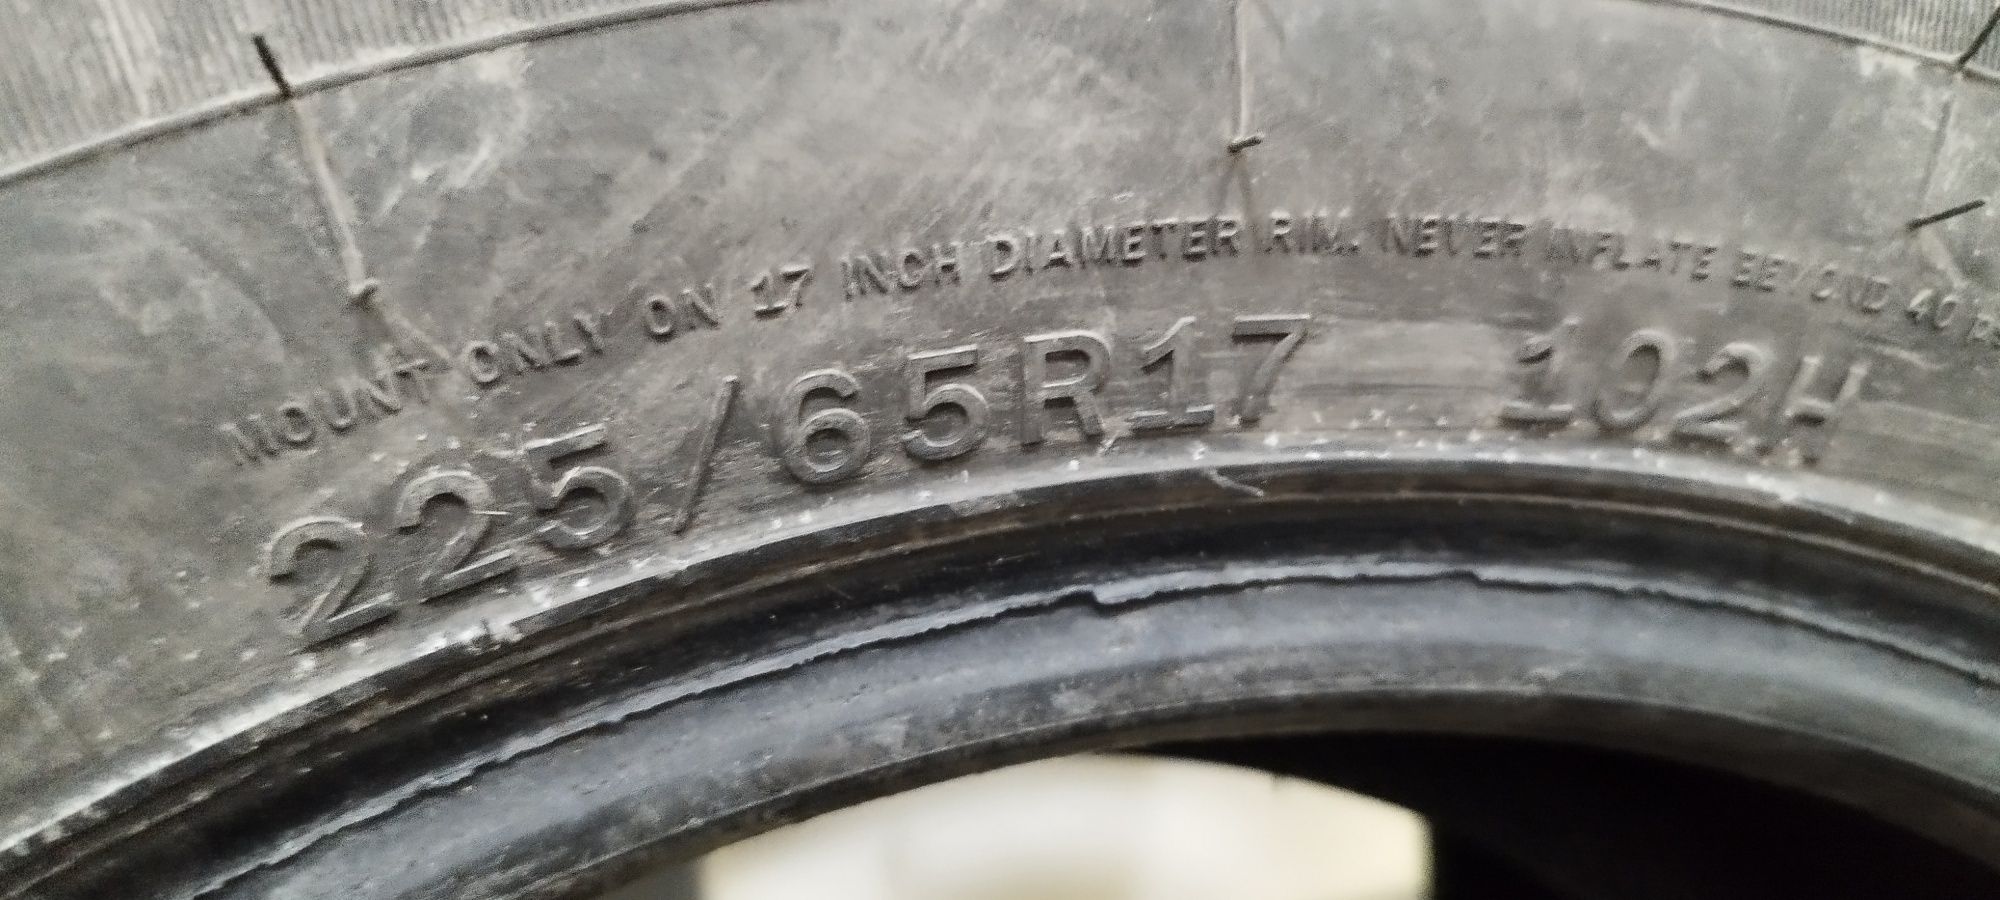 MOUNT ONLY ON 17 INCH DIAMETER RIM. NEVER INFLATE BEYOND 40
225/65R17 102H